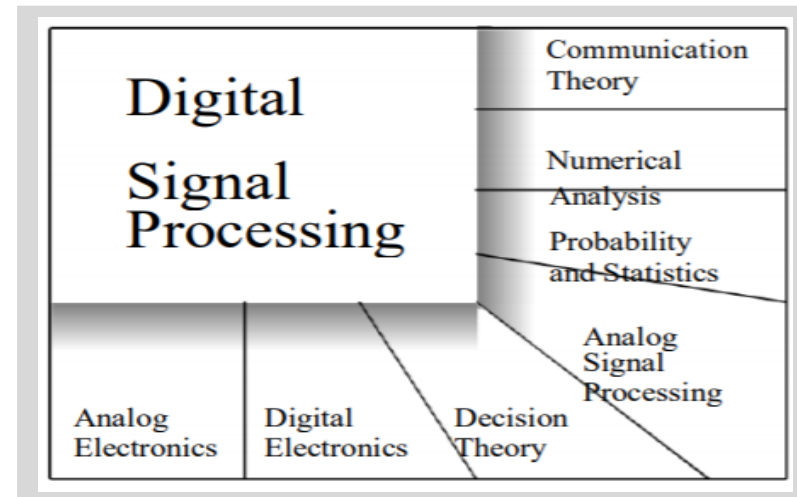 Digital
Signal
Processing
Communication
Theory
Numerical
Analysis
Probability
and Statistics
Analog
Signal
Processing
Analog
Electronics
Digital
Electronics
Decision
Theory